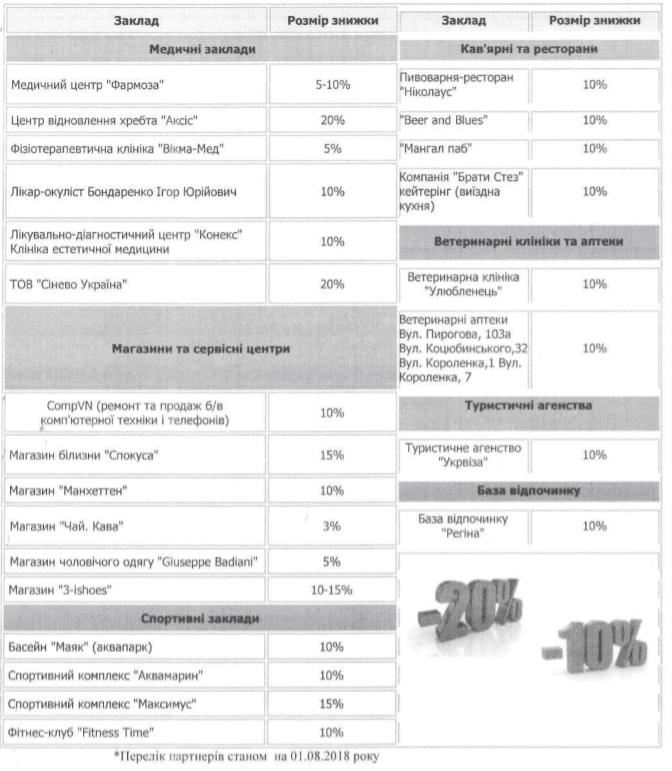 Заклад
Розмір знижки
Медичні заклади
Медичний центр "Фармоза"
5-10%
Центр відновлення хребта "Аксіс"
20%
Фізіотерапевтична клініка "Вікма-Мед"
5%
Лікар-окуліст Бондаренко Ігор Юрійович
10%
Лікувально-діагностичний центр "Конекс"
Клініка естетичної медицини
10%
ТОВ "Сінево Україна"
20%
Магазини та сервісні центри
CompVN (ремонт та продаж б/в
комп'ютерної техніки і телефонів)
10%
Магазин білизни "Спокуса"
15%
Магазин "Манхеттен"
10%
Магазин "Чай. Кава"
3%
Магазин чоловічого одягу "Giuseppe Badiani"
5%
Магазин "3-ishoes"
10-15%
Спортивні заклади
Басейн "Маяк" (аквапарк)
10%
Спортивний комплекс "Аквамарин"
10%
Спортивний комплекс "Максимус"
15%
Фітнес-клуб "Fitness Time"
10%
Заклад
Розмір знижки
Кав'ярні та ресторани
Пивоварня-ресторан
"Ніколаус"
10%
"Beer and Blues"
10%
"Мангал паб"
10%
Компанія "Брати Стез"
кейтерінг (виїздна
кухня)
10%
Ветеринарні клініки та аптеки
Ветеринарна клініка
"Улюбленець"
10%
Ветеринарні аптеки
Вул. Пирогова, 103а
Вул. Коцюбинського,32
Вул. Короленка,1 Вул.
Короленка, 7
10%
Туристичні агенства
Туристичне агенство
"Укрвіза"
10%
База відпочинку
База відпочинку
"Регіна"
10%
-20%
-10%
*Перелік партнерів станом на 01.08.2018 року